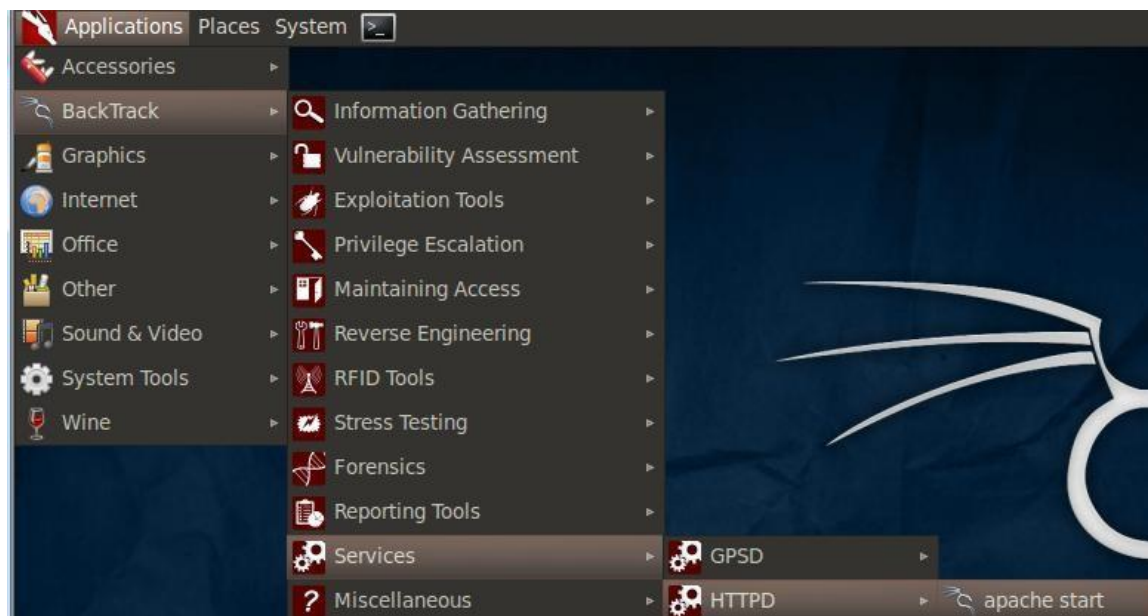 Applications Places System
Accessories
BackTrack
Graphics
Internet
Office
Other
Sound & Video
System Tools
Wine
Information Gathering
Vulnerability Assessment
Exploitation Tools
Privilege Escalation
Maintaining Access
Reverse Engineering
RFID Tools
Stress Testing
Forensics
Reporting Tools
Services
Miscellaneous
GPSD
HTTPD
apache start